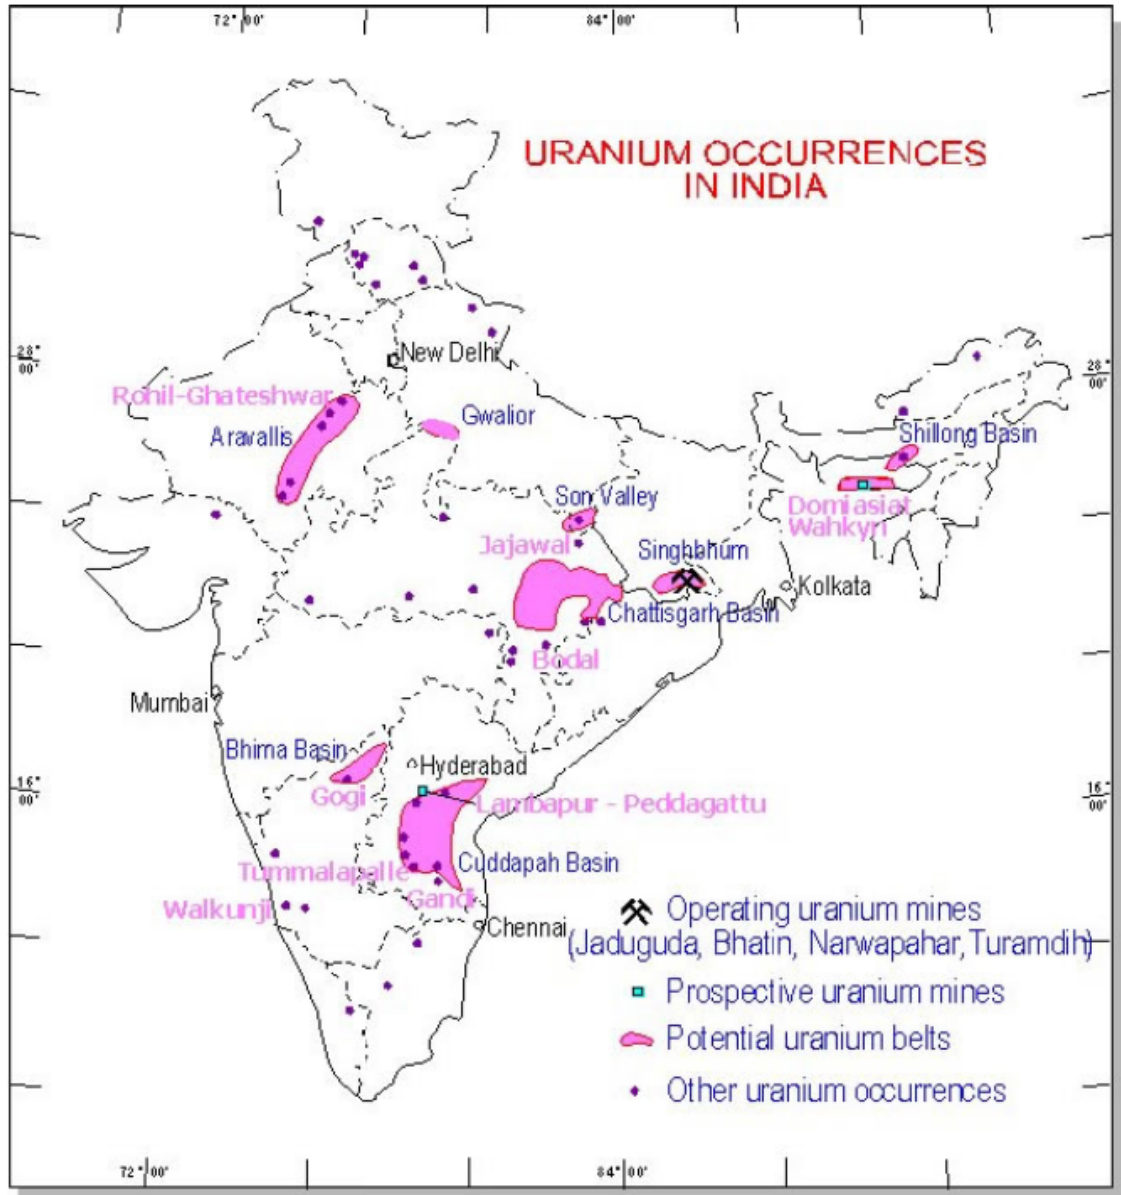 72° 00'
84° 00'
URANIUM OCCURRENCES
IN INDIA
28°
00'
New Delhi
28°
00'
Rohil-Ghateshwar
Gwalior
Aravallis
Shillong Basin
Son Valley
Domiasiat
Wahkyn
Jajawal
Singhbhum
Kolkata
Chattisgarh Basin
Bodal
Mumbai
Bhima Basin
Hyderabad
16°
00'
Gogi
Lambapur - Peddagattu
16°
00'
Tummalapalle
Cuddapah Basin
Gandi
Walkunji
Chennai
Operating uranium mines
(Jaduguda, Bhatin, Narwapahar, Turamdih)
Prospective uranium mines
Potential uranium belts
Other uranium occurrences
72° 00'
84° 00'